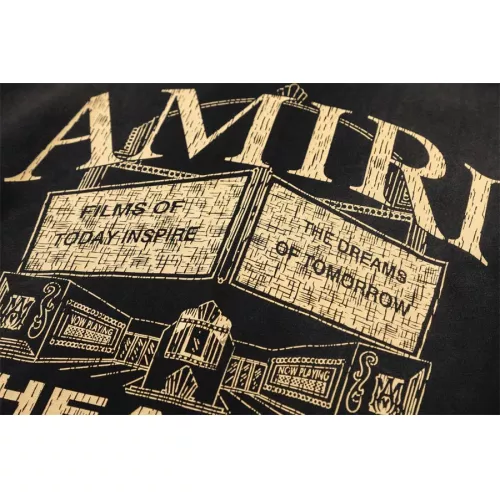 AMIRI
FILMS OF
TODAY INSPIRE
THE DREAMS
OF TOMORROW
NOW PLAYING
NOW PLAYING